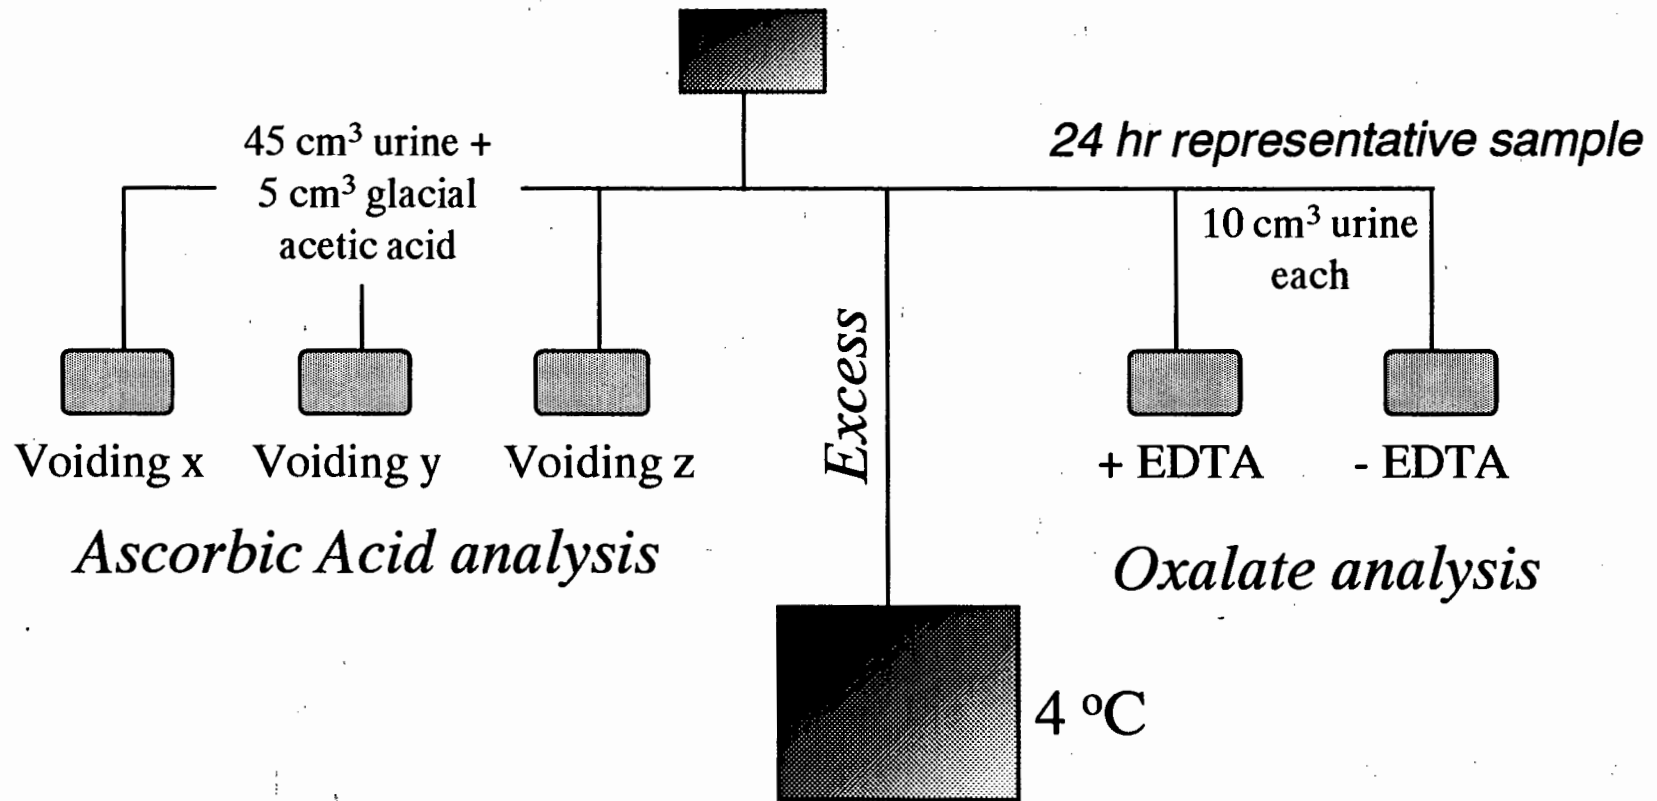 45 cm³ urine +
5 cm³ glacial
acetic acid
24 hr representative sample
10 cm³ urine
each
Excess
Voiding x
Voiding y
Voiding z
+ EDTA
- EDTA
Ascorbic Acid analysis
Oxalate analysis
4 °C